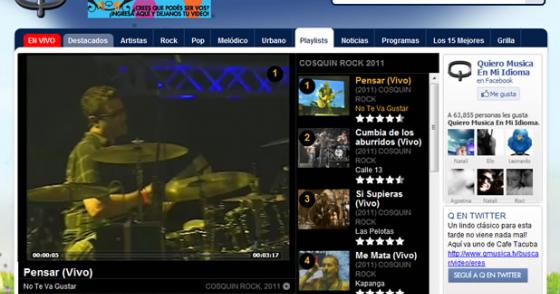 ¿CREES QUE PODÉS SER VOS?
¡INGRESÁ AQUÍ Y DEJANOS TU VIDEO!
EN VIVO
Destacados
Artistas
Rock
Pop
Melódico
Urbano
Playlists
Noticias
Programas
Los 15 Mejores
Grilla
1
00:00:05
00:03:17
Pensar (Vivo)
No Te Va Gustar
COSQUIN ROCK, 2011
COSQUIN ROCK 2011
1
Pensar (Vivo)
(2011) COSQUIN
ROCK
No Te Va Gustar
2
Cumbia de los
aburridos (Vivo)
(2011) COSQUIN
ROCK
Calle 13
3
Si Supieras
(Vivo)
(2011) COSQUIN
ROCK
Las Pelotas
4
Me Mata (Vivo)
(2011) COSQUIN
ROCK
Kapanga
Quiero Musica
En Mi Idioma
en Facebook
Me gusta
A 63,855 personas les gusta
Quiero Musica En Mi Idioma.
Natali
Elo
Leonardo
Agostina
Natali
Rocci
Q EN TWITTER
Un lindo clásico para esta
tarde no viene nada mal!
Aquí va uno de Cafe Tacuba
http://www.qmusica.tv/busca
r/video/eres
SEGUÍ A Q EN TWITTER